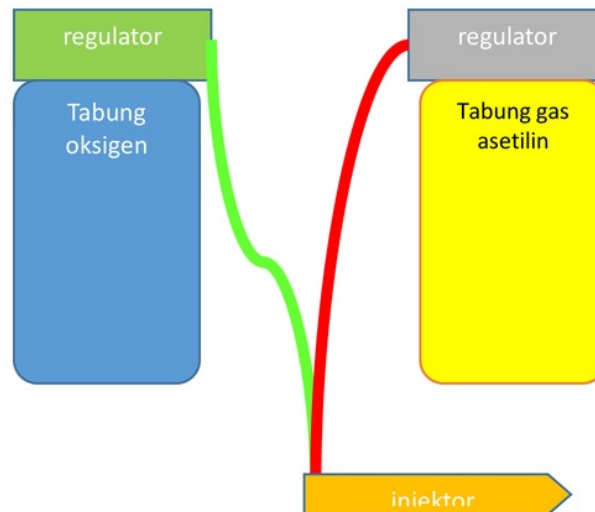 regulator
regulator
Tabung
oksigen
Tabung gas
asetilin
injektor